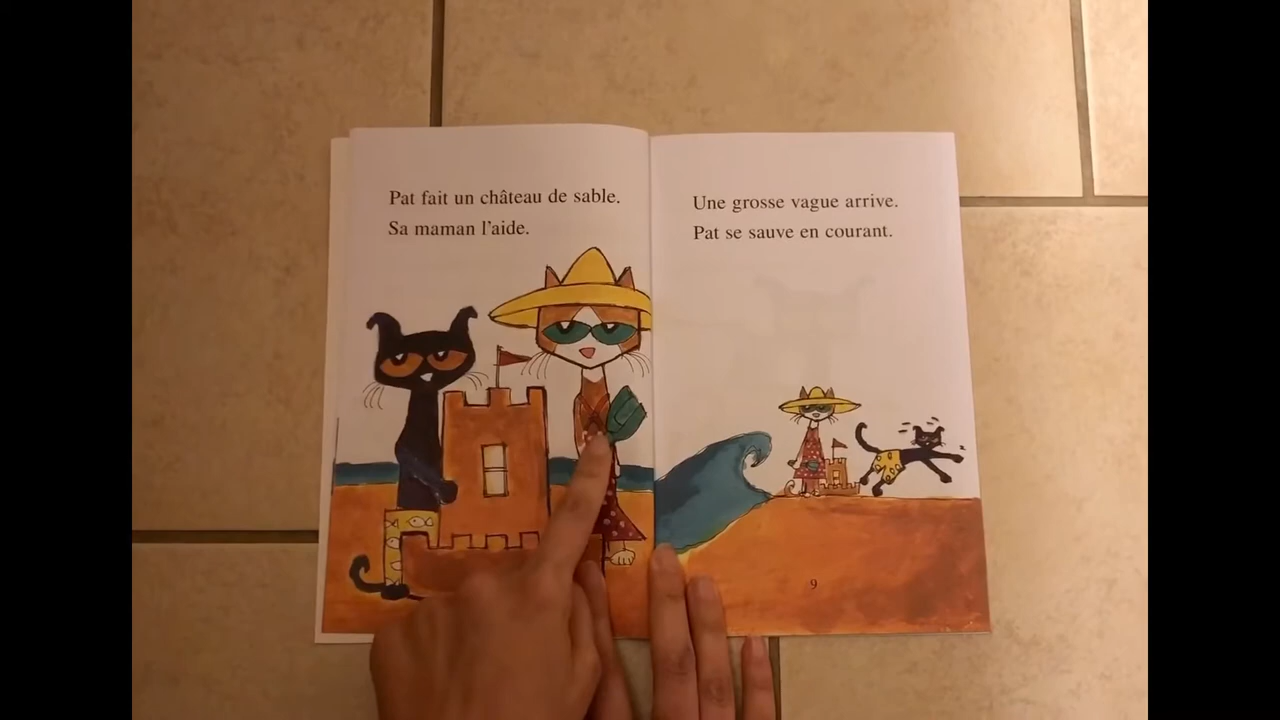 Pat fait un château de sable.
Sa maman l'aide.
Une grosse vague arrive.
Pat se sauve en courant.
9